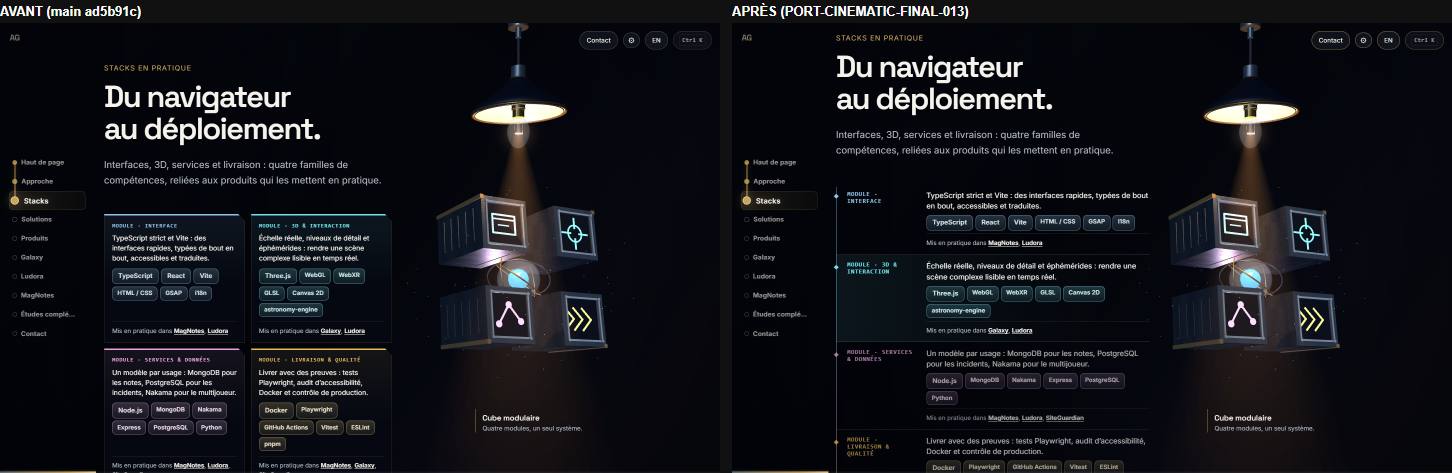 AVANT (main ad5b91c)
AG
Contact
EN
Ctrl K
STACKS EN PRATIQUE
Du navigateur
au déploiement.
Interfaces, 3D, services et livraison : quatre familles de
compétences, reliées aux produits qui les mettent en pratique.
Haut de page
Approche
Stacks
Solutions
Produits
Galaxy
Ludora
MagNotes
Études complé...
Contact
MODULE - INTERFACE
TypeScript strict et Vite : des
interfaces rapides, typées de
bout en bout, accessibles et traduites.
TypeScript React Vite
HTML / CSS GSAP i18n
Mis en pratique dans MagNotes, Ludora
MODULE - 3D & INTERACTION
Échelle réelle, niveaux de détail et
éphémérides : rendre une scène
complexe lisible en temps réel.
Three.js WebGL WebXR
GLSL Canvas 2D
astronomy-engine
Mis en pratique dans Galaxy, Ludora
MODULE - SERVICES & DONNÉES
Un modèle par usage : MongoDB pour
les notes, PostgreSQL pour les
incidents, Nakama pour le multijoueur.
Node.js MongoDB Nakama
Express PostgreSQL Python
Mis en pratique dans MagNotes, Ludora,
MODULE - LIVRAISON & QUALITÉ
Livrer avec des preuves : tests
Playwright, audit d'accessibilité,
Docker et contrôle de production.
Docker Playwright
GitHub Actions Vitest ESLint
pnpm
Mis en pratique dans MagNotes, Galaxy,
Cube modulaire
Quatre modules, un seul système.
APRÈS (PORT-CINEMATIC-FINAL-013)
AG
Contact
EN
Ctrl K
STACKS EN PRATIQUE
Du navigateur
au déploiement.
Interfaces, 3D, services et livraison : quatre familles de
compétences, reliées aux produits qui les mettent en pratique.
Haut de page
Approche
Stacks
Solutions
Produits
Galaxy
Ludora
MagNotes
Études complé...
Contact
MODULE -
INTERFACE
TypeScript strict et Vite : des interfaces rapides, typées de bout
en bout, accessibles et traduites.
TypeScript React Vite HTML / CSS GSAP i18n
Mis en pratique dans MagNotes, Ludora
MODULE - 3D &
INTERACTION
Échelle réelle, niveaux de détail et éphémérides : rendre une
scène complexe lisible en temps réel.
Three.js WebGL WebXR GLSL Canvas 2D
astronomy-engine
Mis en pratique dans Galaxy, Ludora
MODULE - SERVICES
& DONNÉES
Un modèle par usage : MongoDB pour les notes, PostgreSQL
pour les incidents, Nakama pour le multijoueur.
Node.js MongoDB Nakama Express PostgreSQL
Python
Mis en pratique dans MagNotes, Ludora, SiteGuardian
MODULE -
LIVRAISON &
QUALITÉ
Livrer avec des preuves : tests Playwright, audit d'accessibilité,
Docker et contrôle de production.
Docker Playwright GitHub Actions Vitest ESLint
Cube modulaire
Quatre modules, un seul système.